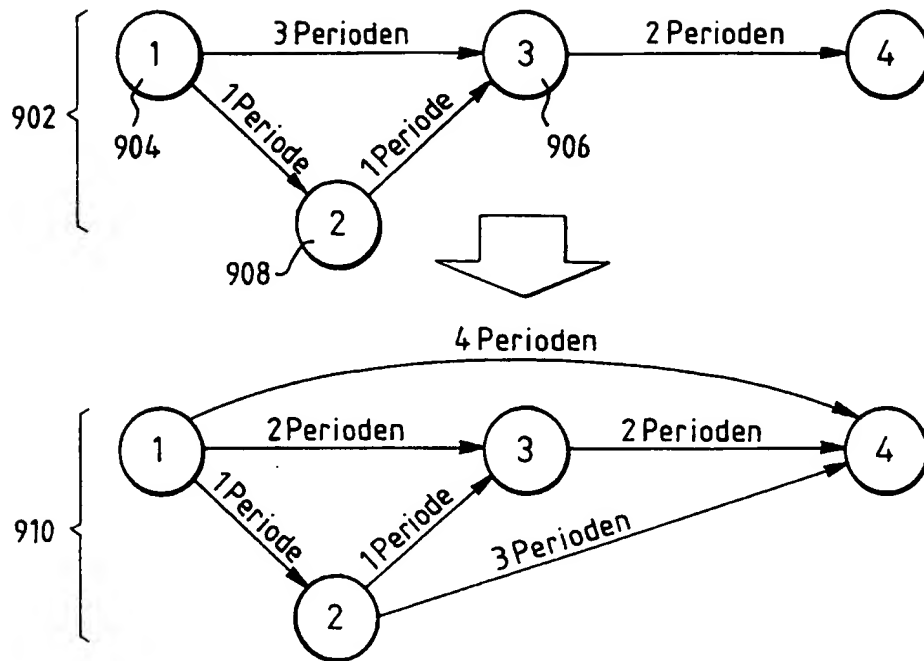 1
3 Perioden
3
2 Perioden
4
902
904
1 Periode
1 Periode
906
2
908
4 Perioden
1
2 Perioden
3
2 Perioden
4
910
1 Periode
1 Periode
3 Perioden
2